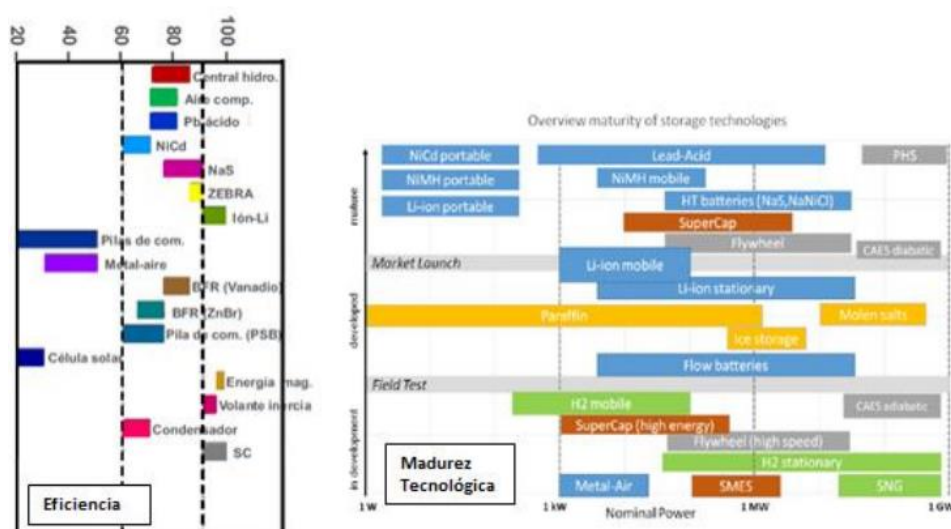 20 40 60 80 100
Central hidro.
Aire comp.
Pb-ácido
NiCd
NaS
ZEBRA
Ión-Li
Pilas de com.
Metal-aire
BFR (Vanadio)
BFR (ZnBr)
Pila de com. (PSB)
Célula solar
Energía mag.
Volante inercia
Condensador
SC
Eficiencia
Overview maturity of storage technologies
mature
NiCd portable
Lead-Acid
PHS
NiMH portable
NiMH mobile
Li-ion portable
HT batteries (NaS,NaNiCl)
SuperCap
Flywheel
CAES diabatic
Market Launch
Li-ion mobile
developed
Li-ion stationary
Paraffin
Molen salts
Ice storage
Flow batteries
Field Test
in development
H2 mobile
CAES adiabatic
SuperCap (high energy)
Flywheel (high speed)
H2 stationary
Metal-Air
SMES
SNG
Madurez
Tecnológica
1 W 1 kW 1 MW 1 GW
Nominal Power